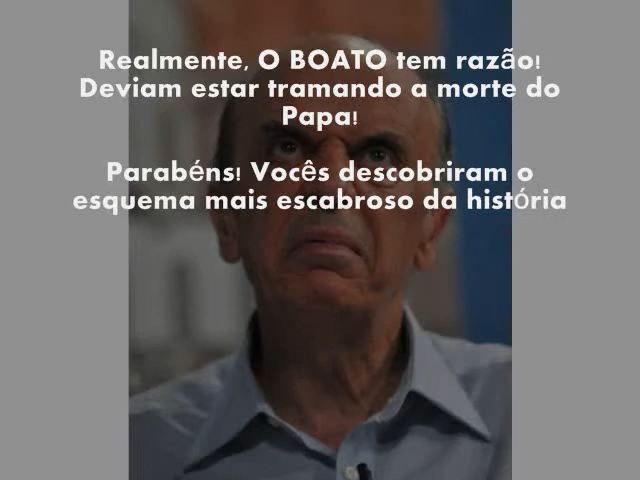 Realmente, O BOATO tem razão!
Deviam estar tramando a morte do
Papa!
Parabéns! Vocês descobriram o
esquema mais escabroso da história